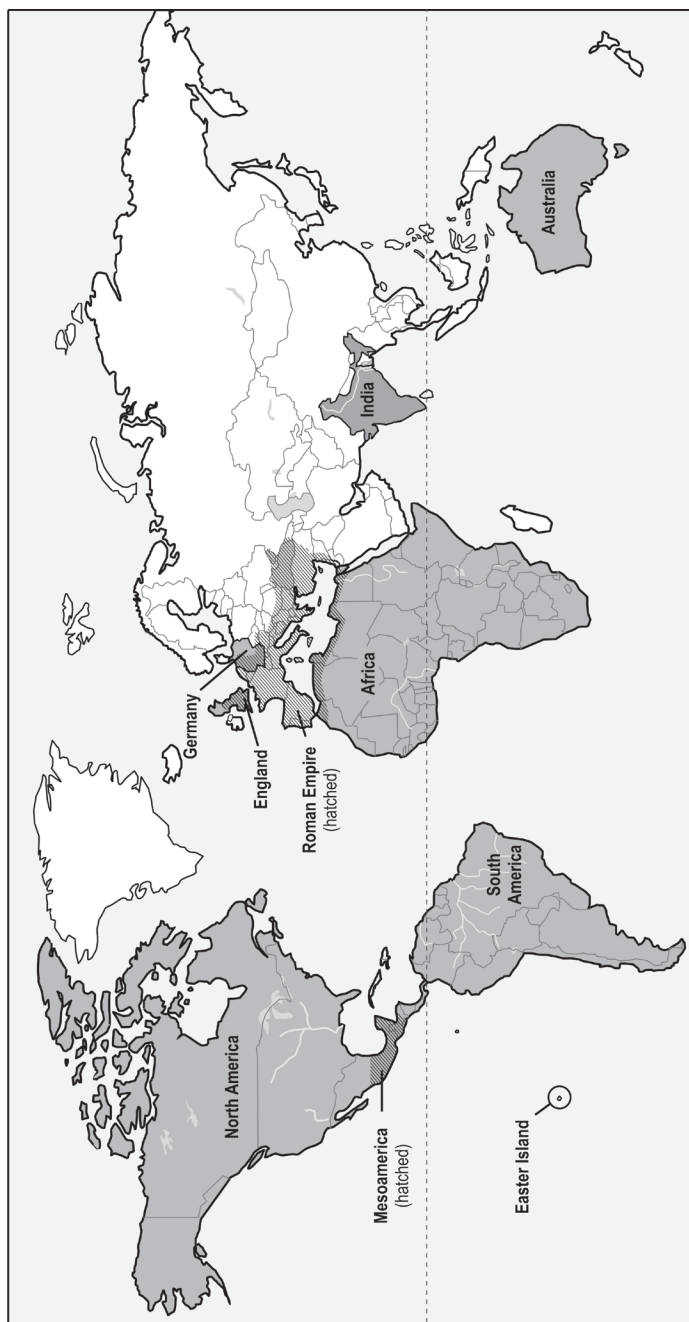 North America
Mesoamerica
(hatched)
Easter Island
South
America
Germany
England
Roman Empire
(hatched)
Africa
India
Australia